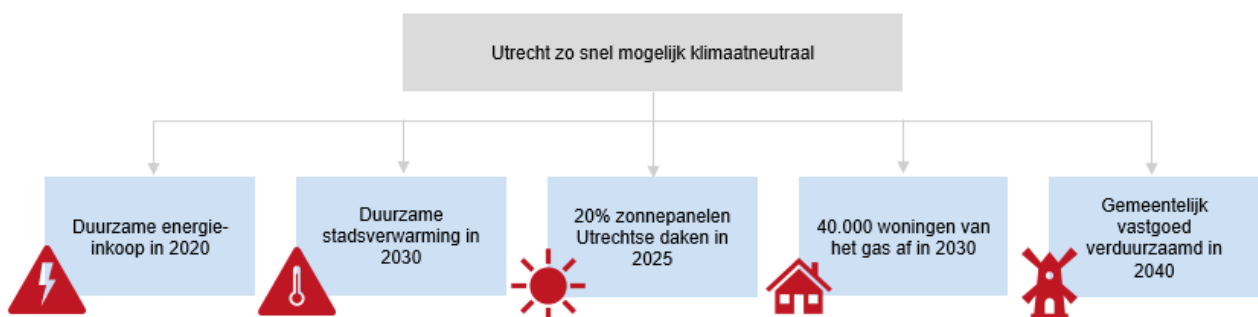 Utrecht zo snel mogelijk klimaatneutraal
Duurzame energie-
inkoop in 2020
Duurzame
stadsverwarming in
2030
20% zonnepanelen
Utrechtse daken in
2025
40.000 woningen van
het gas af in 2030
Gemeentelijk
vastgoed
verduurzaamd in
2040